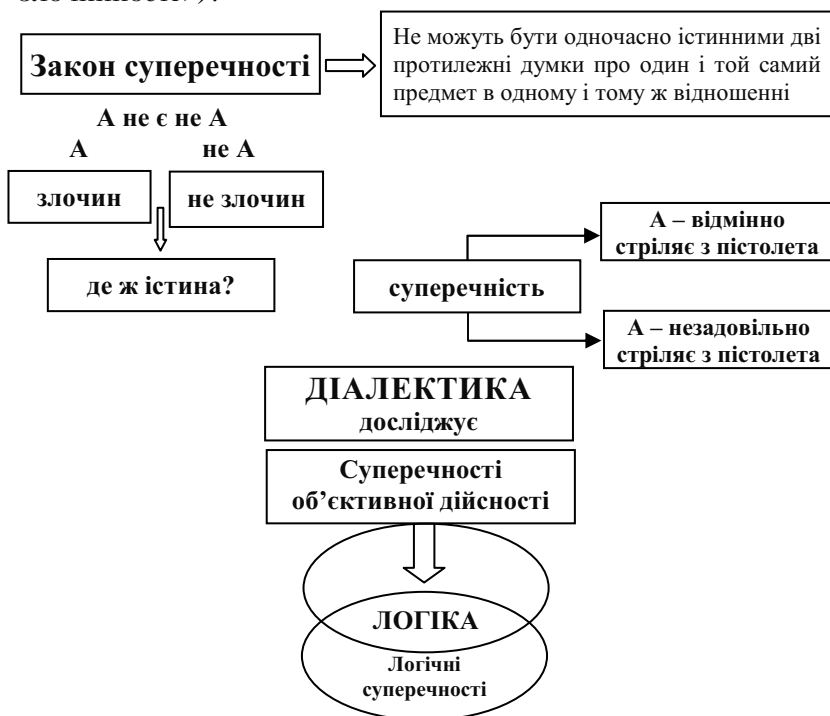 Закон суперечності
Не можуть бути одночасно істинними дві
протилежні думки про один і той самий
предмет в одному і тому ж відношенні
А не є не А
А не А
злочин не злочин
де ж істина?
суперечність
А – відмінно
стріляє з пістолета
А – незадовільно
стріляє з пістолета
ДІАЛЕКТИКА
досліджує
Суперечності
об’єктивної дійсності
ЛОГІКА
Логічні
суперечності